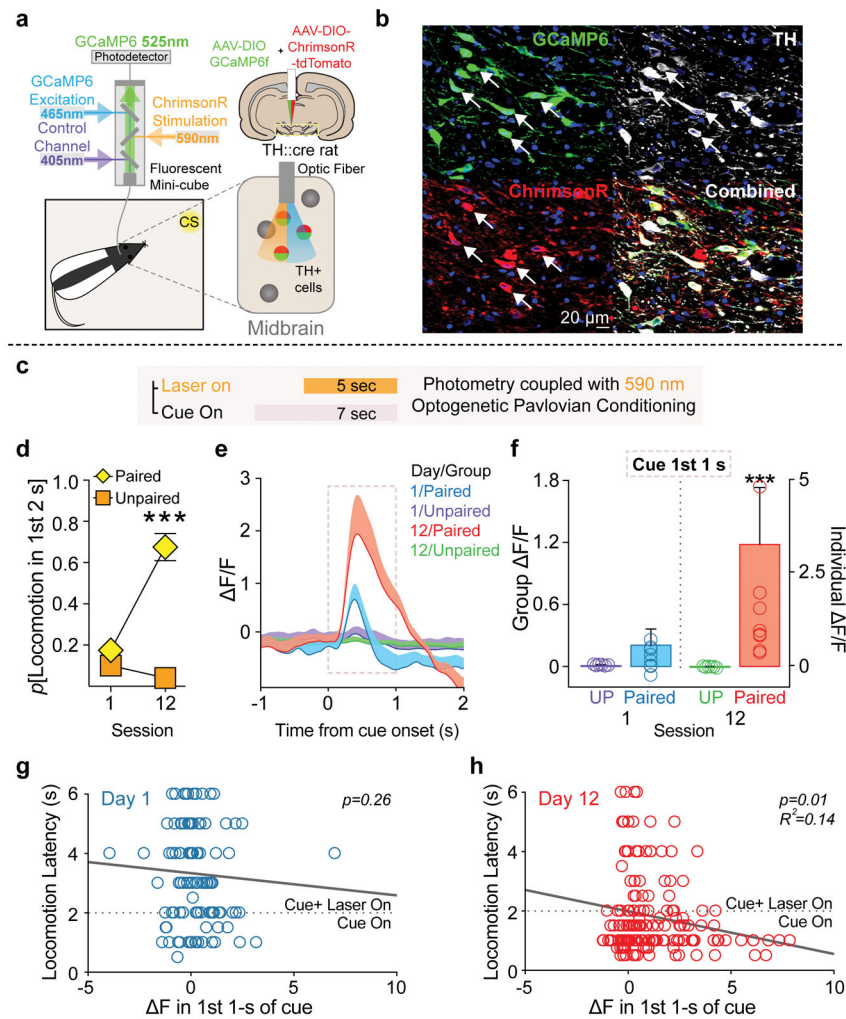 a
GCaMP6 525nm
Photodetector
GCaMP6
Excitation
465nm
Control
Channel
405nm
ChrimsonR
Stimulation
590nm
Fluorescent
Mini-cube
CS
AAV-DIO
GCaMP6f
+
AAV-DIO-
ChrimsonR
-tdTomato
TH::cre rat
Optic Fiber
TH+
cells
Midbrain
b
GCaMP6
TH
ChrimsonR
Combined
20 µm
c
Laser on
5 sec
Cue On
7 sec
Photometry coupled with 590 nm
Optogenetic Pavlovian Conditioning
d
Paired
Unpaired
***
p[Locomotion in 1st 2 s]
1.0
0.8
0.6
0.4
0.2
1
12
Session
e
ΔF/F
3
2
1
0
-1
0
1
2
Time from cue onset (s)
Day/Group
1/Paired
1/Unpaired
12/Paired
12/Unpaired
f
Cue 1st 1 s
***
Group ΔF/F
1.8
1.2
0.6
0
Individual ΔF/F
5
2.5
0
UP
Paired
UP
Paired
1
Session
12
g
Day 1
p=0.26
Locomotion Latency (s)
6
4
2
0
Cue+ Laser On
Cue On
-5
0
5
10
ΔF in 1st 1-s of cue
h
Day 12
p=0.01
R²=0.14
Locomotion Latency (s)
6
4
2
0
Cue+ Laser On
Cue On
-5
0
5
10
ΔF in 1st 1-s of cue